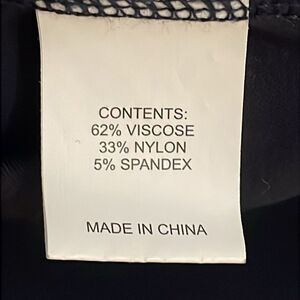 CONTENTS:
62% VISCOSE
33% NYLON
5% SPANDEX
MADE IN CHINA